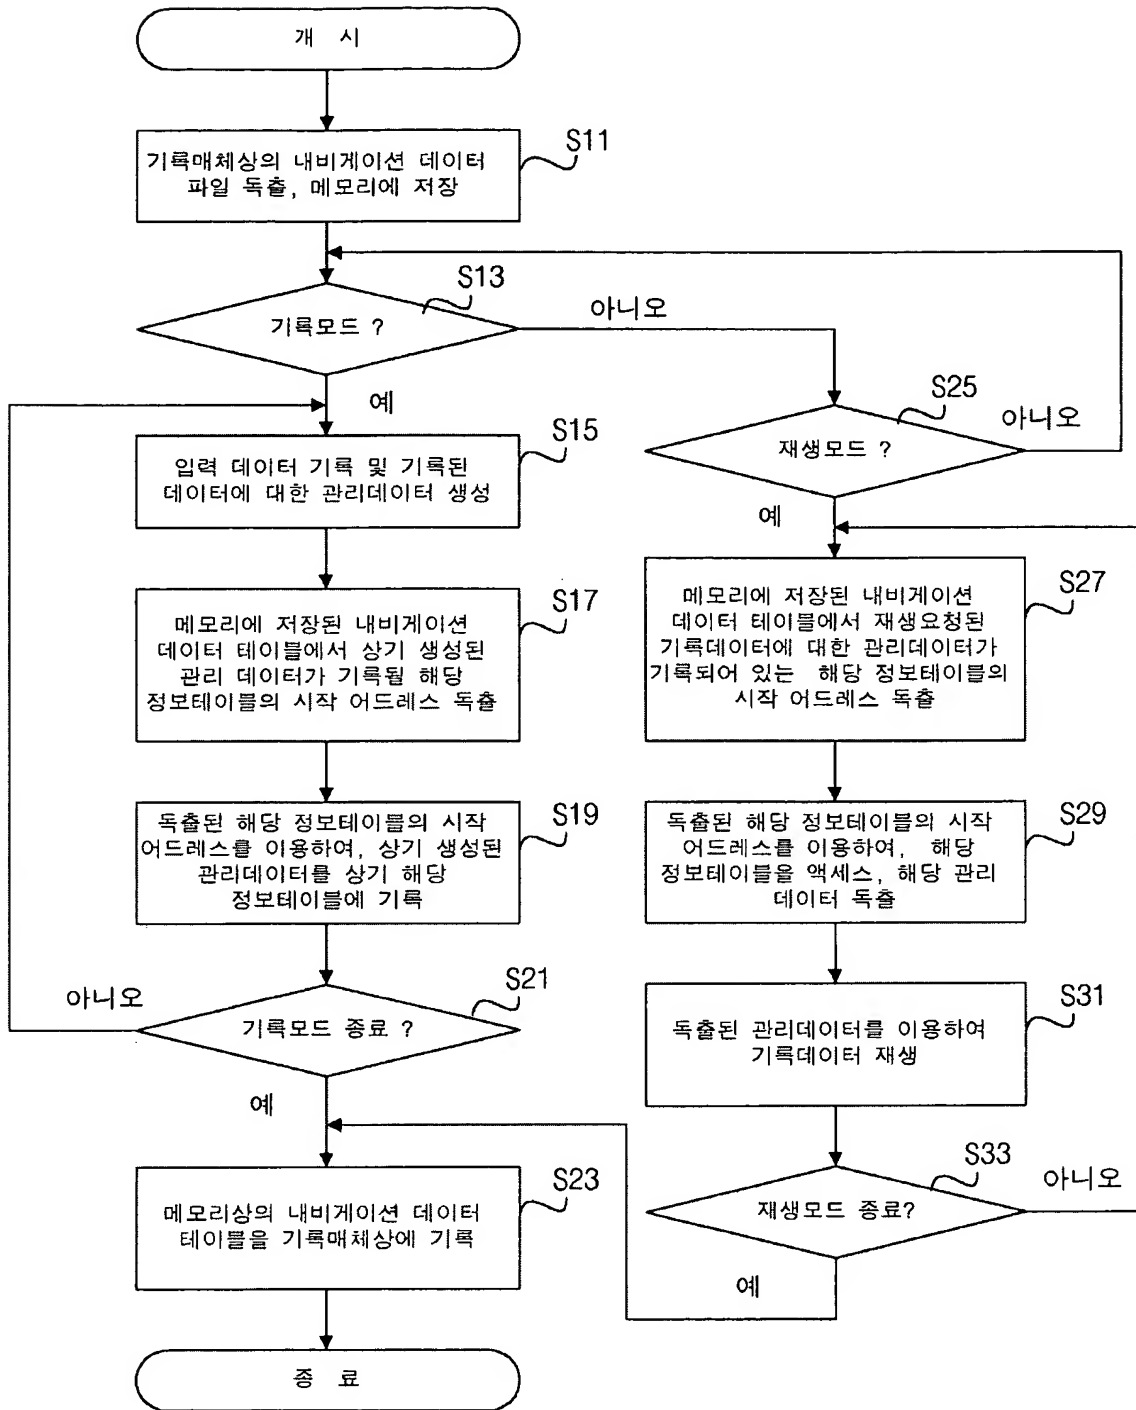 개 시
기록매체상의 내비게이션 데이터
파일 독출, 메모리에 저장
S11
S13
기록모드 ?
아니오
예
S15
입력 데이터 기록 및 기록된
데이터에 대한 관리데이터 생성
S17
메모리에 저장된 내비게이션
데이터 테이블에서 상기 생성된
관리 데이터가 기록될 해당
정보테이블의 시작 어드레스 독출
S19
독출된 해당 정보테이블의 시작
어드레스를 이용하여, 상기 생성된
관리데이터를 상기 해당
정보테이블에 기록
S21
기록모드 종료 ?
아니오
예
S23
메모리상의 내비게이션 데이터
테이블을 기록매체상에 기록
종 료
S25
재생모드 ?
아니오
예
S27
메모리에 저장된 내비게이션
데이터 테이블에서 재생요청된
기록데이터에 대한 관리데이터가
기록되어 있는 해당 정보테이블의
시작 어드레스 독출
S29
독출된 해당 정보테이블의 시작
어드레스를 이용하여, 해당
정보테이블을 액세스, 해당 관리
데이터 독출
S31
독출된 관리데이터를 이용하여
기록데이터 재생
S33
재생모드 종료?
아니오
예